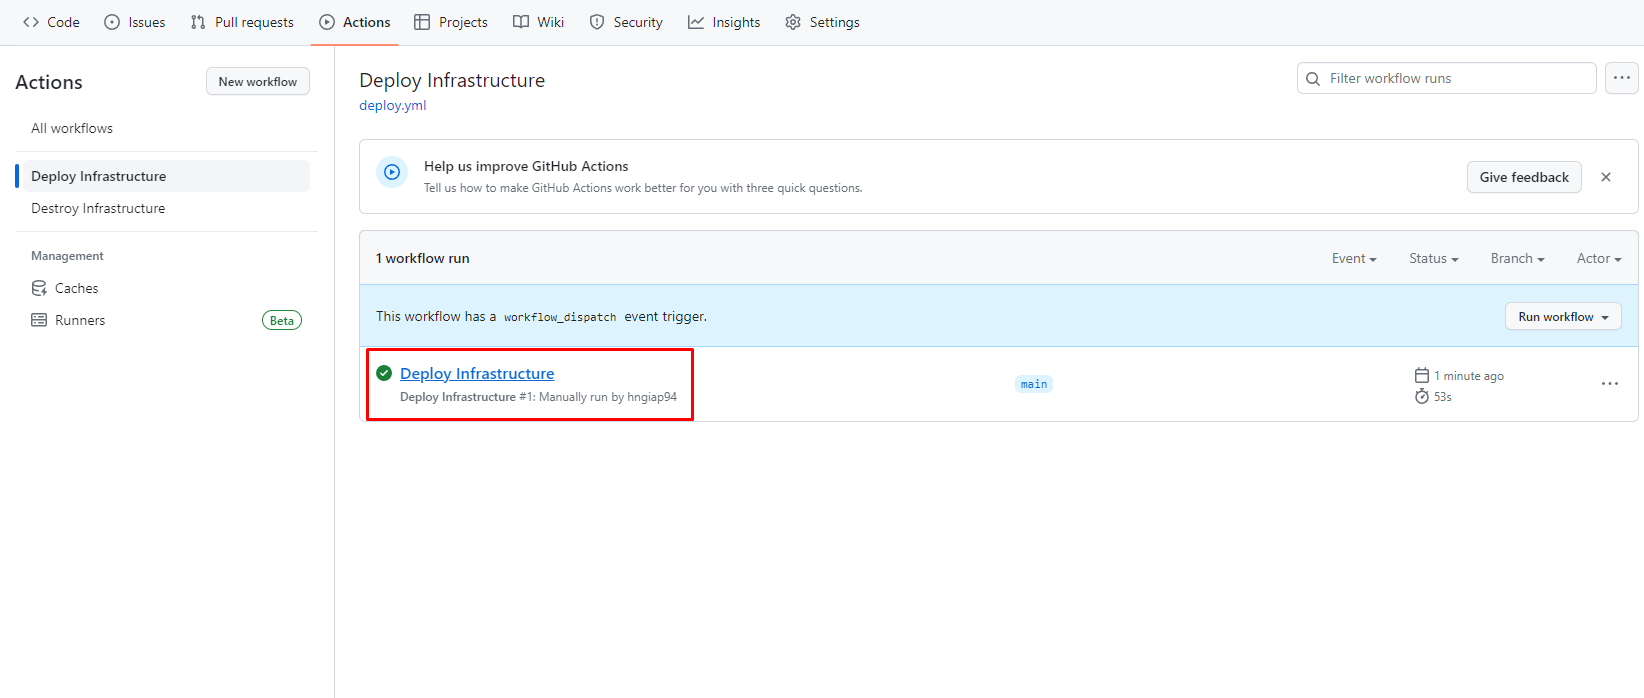 Code Issues Pull requests Actions Projects Wiki Security Insights Settings
Actions
New workflow
All workflows
Deploy Infrastructure
Destroy Infrastructure
Management
Caches
Runners Beta
Deploy Infrastructure
deploy.yml
Filter workflow runs
Help us improve GitHub Actions
Tell us how to make GitHub Actions work better for you with three quick questions.
Give feedback
1 workflow run
Event Status Branch Actor
This workflow has a workflow_dispatch event trigger.
Run workflow
Deploy Infrastructure
Deploy Infrastructure #1: Manually run by hngiap94
main
1 minute ago
53s